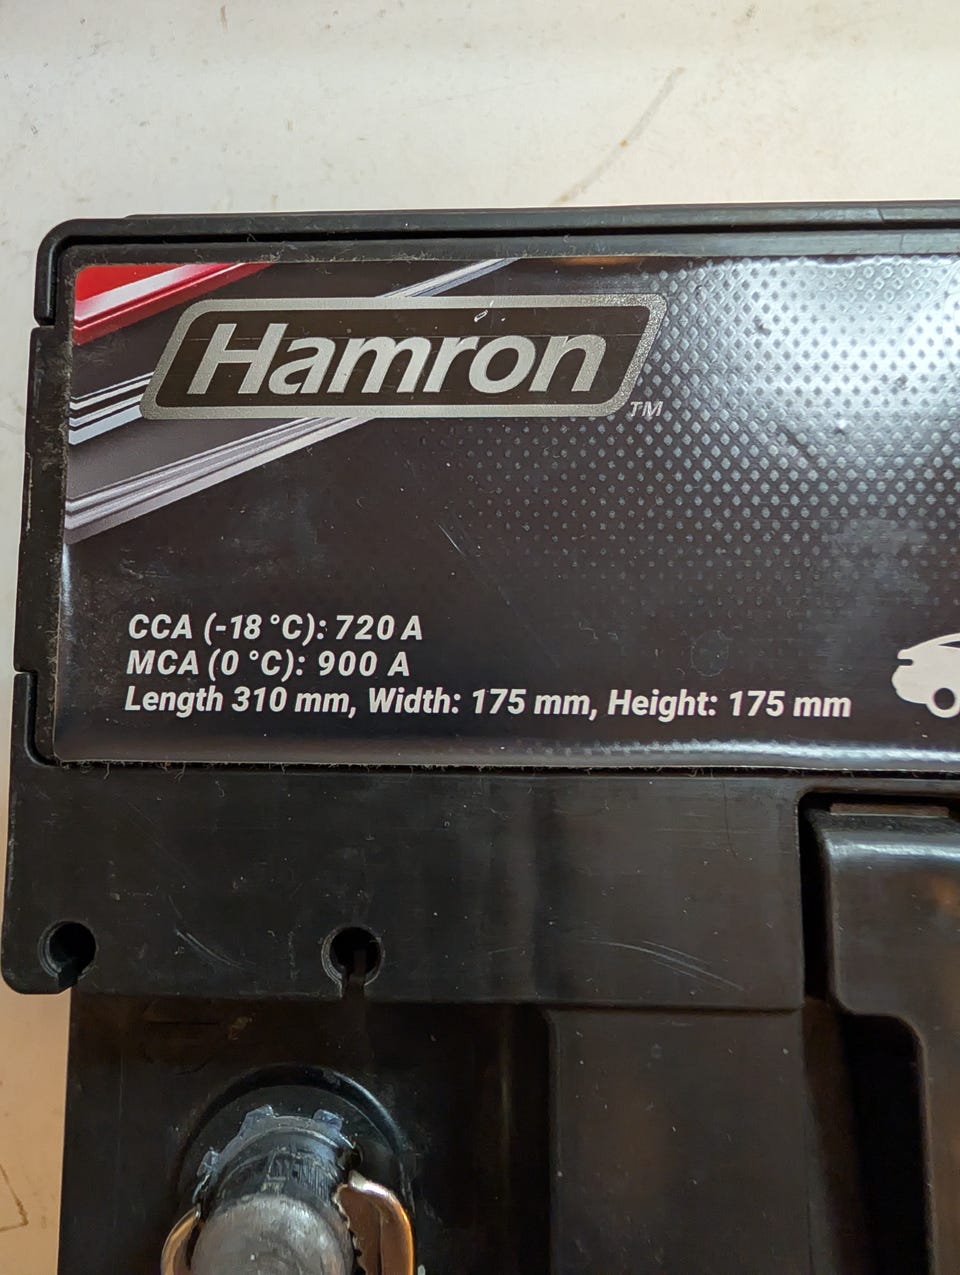 Hamron
TM
CCA (-18 °C): 720 A
MCA (0 °C): 900 A
Length 310 mm, Width: 175 mm, Height: 175 mm